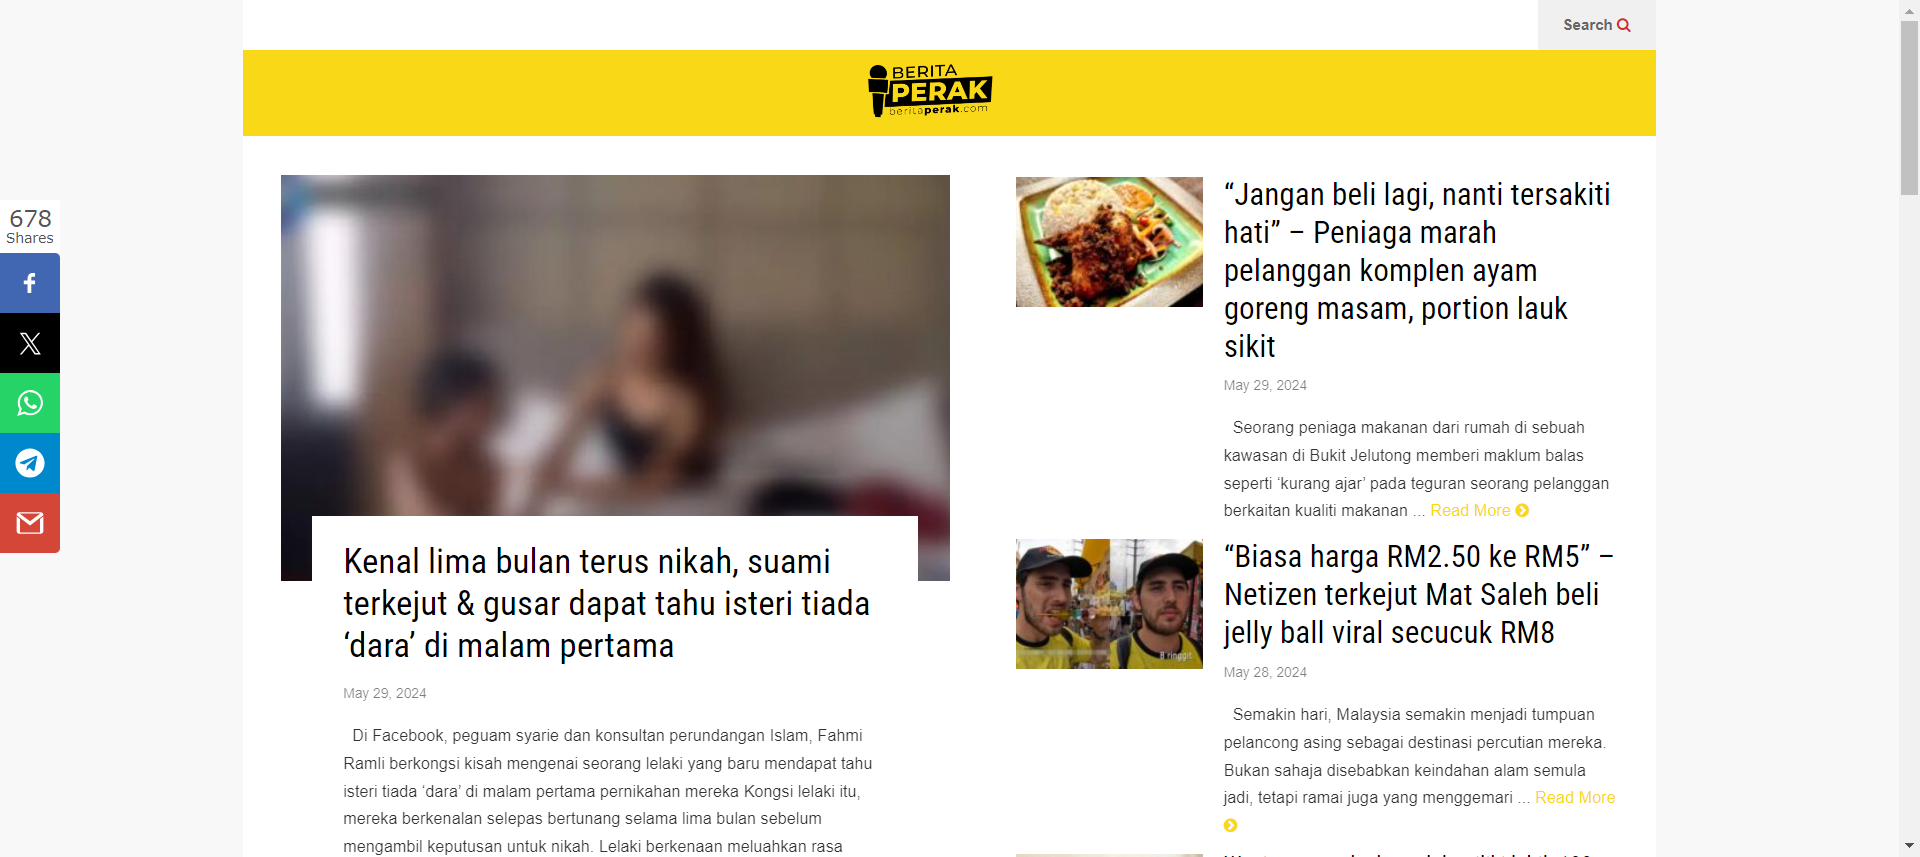 Search
BERITA
PERAK
beritaperak.com
678
Shares
Kenal lima bulan terus nikah, suami
terkejut & gusar dapat tahu isteri tiada
‘dara’ di malam pertama
May 29, 2024
Di Facebook, peguam syarie dan konsultan perundangan Islam, Fahmi
Ramli berkongsi kisah mengenai seorang lelaki yang baru mendapat tahu
isteri tiada ‘dara’ di malam pertama pernikahan mereka Kongsi lelaki itu,
mereka berkenalan selepas bertunang selama lima bulan sebelum
mengambil keputusan untuk nikah. Lelaki berkenaan meluahkan rasa
“Jangan beli lagi, nanti tersakiti
hati” – Peniaga marah
pelanggan komplen ayam
goreng masam, portion lauk
sikit
May 29, 2024
Seorang peniaga makanan dari rumah di sebuah
kawasan di Bukit Jelutong memberi maklum balas
seperti ‘kurang ajar’ pada teguran seorang pelanggan
berkaitan kualiti makanan ... Read More
“Biasa harga RM2.50 ke RM5” –
Netizen terkejut Mat Saleh beli
jelly ball viral secucuk RM8
8 ringgit
May 28, 2024
Semakin hari, Malaysia semakin menjadi tumpuan
pelancong asing sebagai destinasi percutian mereka.
Bukan sahaja disebabkan keindahan alam semula
jadi, tetapi ramai juga yang menggemari ... Read More